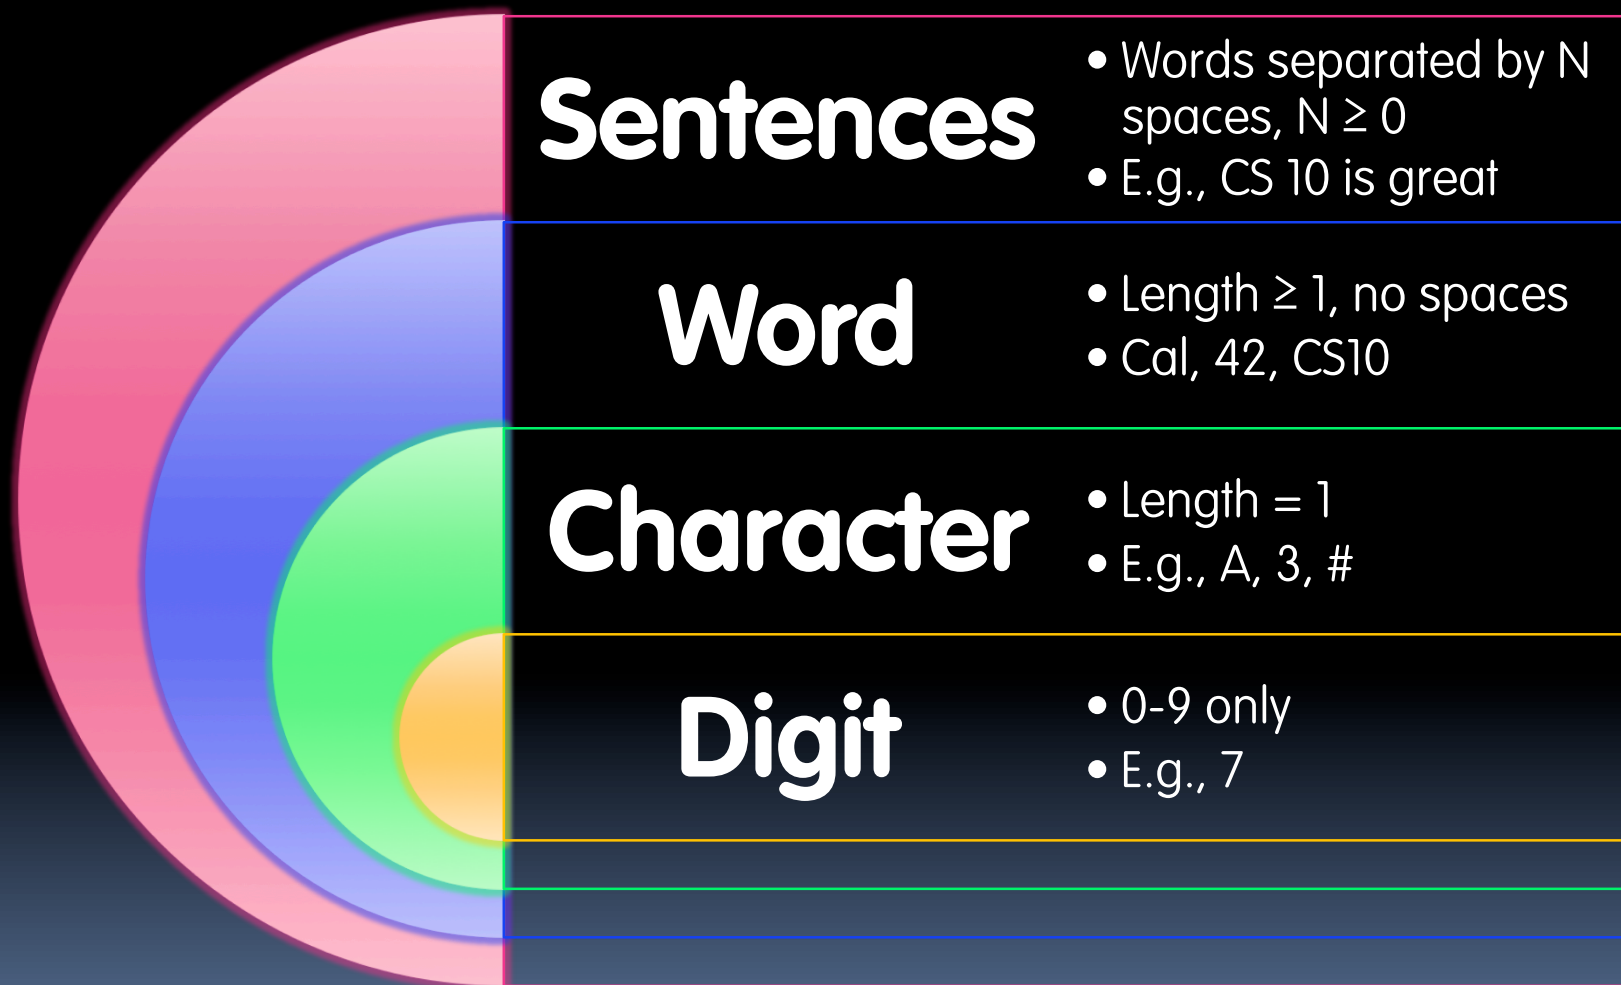 Sentences
• Words separated by N
spaces, N ≥ 0
• E.g., CS 10 is great
Word
• Length ≥ 1, no spaces
• Cal, 42, CS10
Character
• Length = 1
• E.g., A, 3, #
Digit
• 0-9 only
• E.g., 7